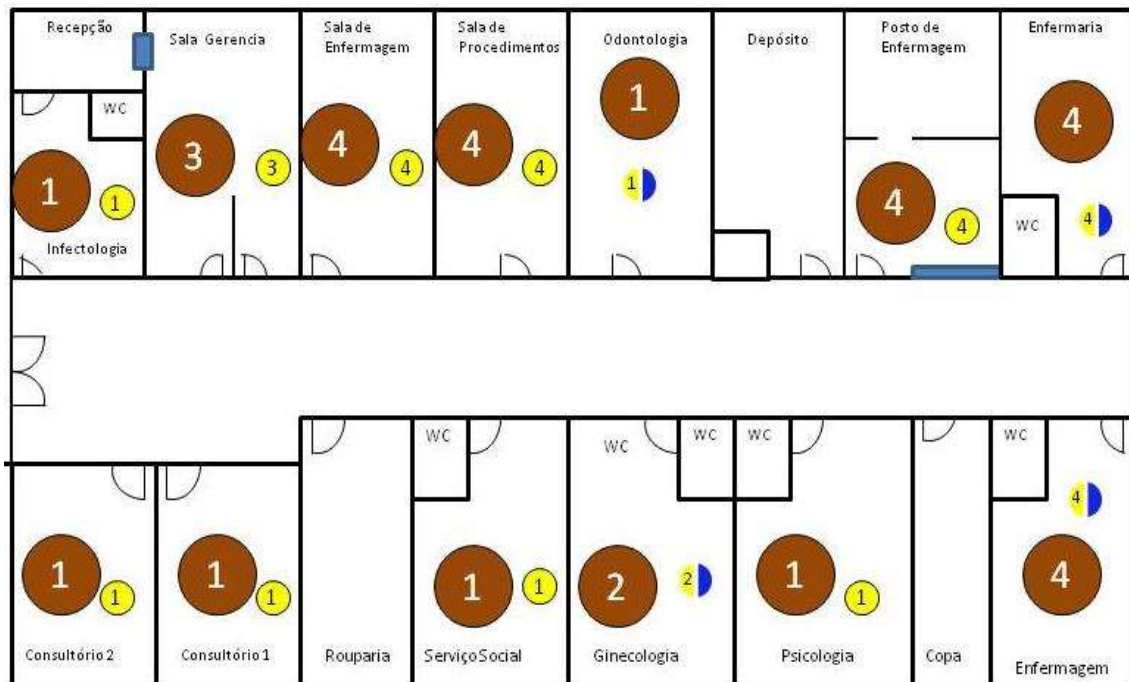 Recepção
Sala Gerencia
Sala de
Enfermagem
Sala de
Procedimentos
Odontologia
Depósito
Posto de
Enfermagem
Enfermaria
WC
3
3
4
4
4
4
1
1
4
4
4
4
WC
1
1
Infectologia
WC
WC
WC
WC
WC
4
1
1
1
1
1
1
2
2
1
1
4
Consultório 2
Consultório 1
Rouparia
Serviço Social
Ginecologia
Psicologia
Copa
Enfermagem